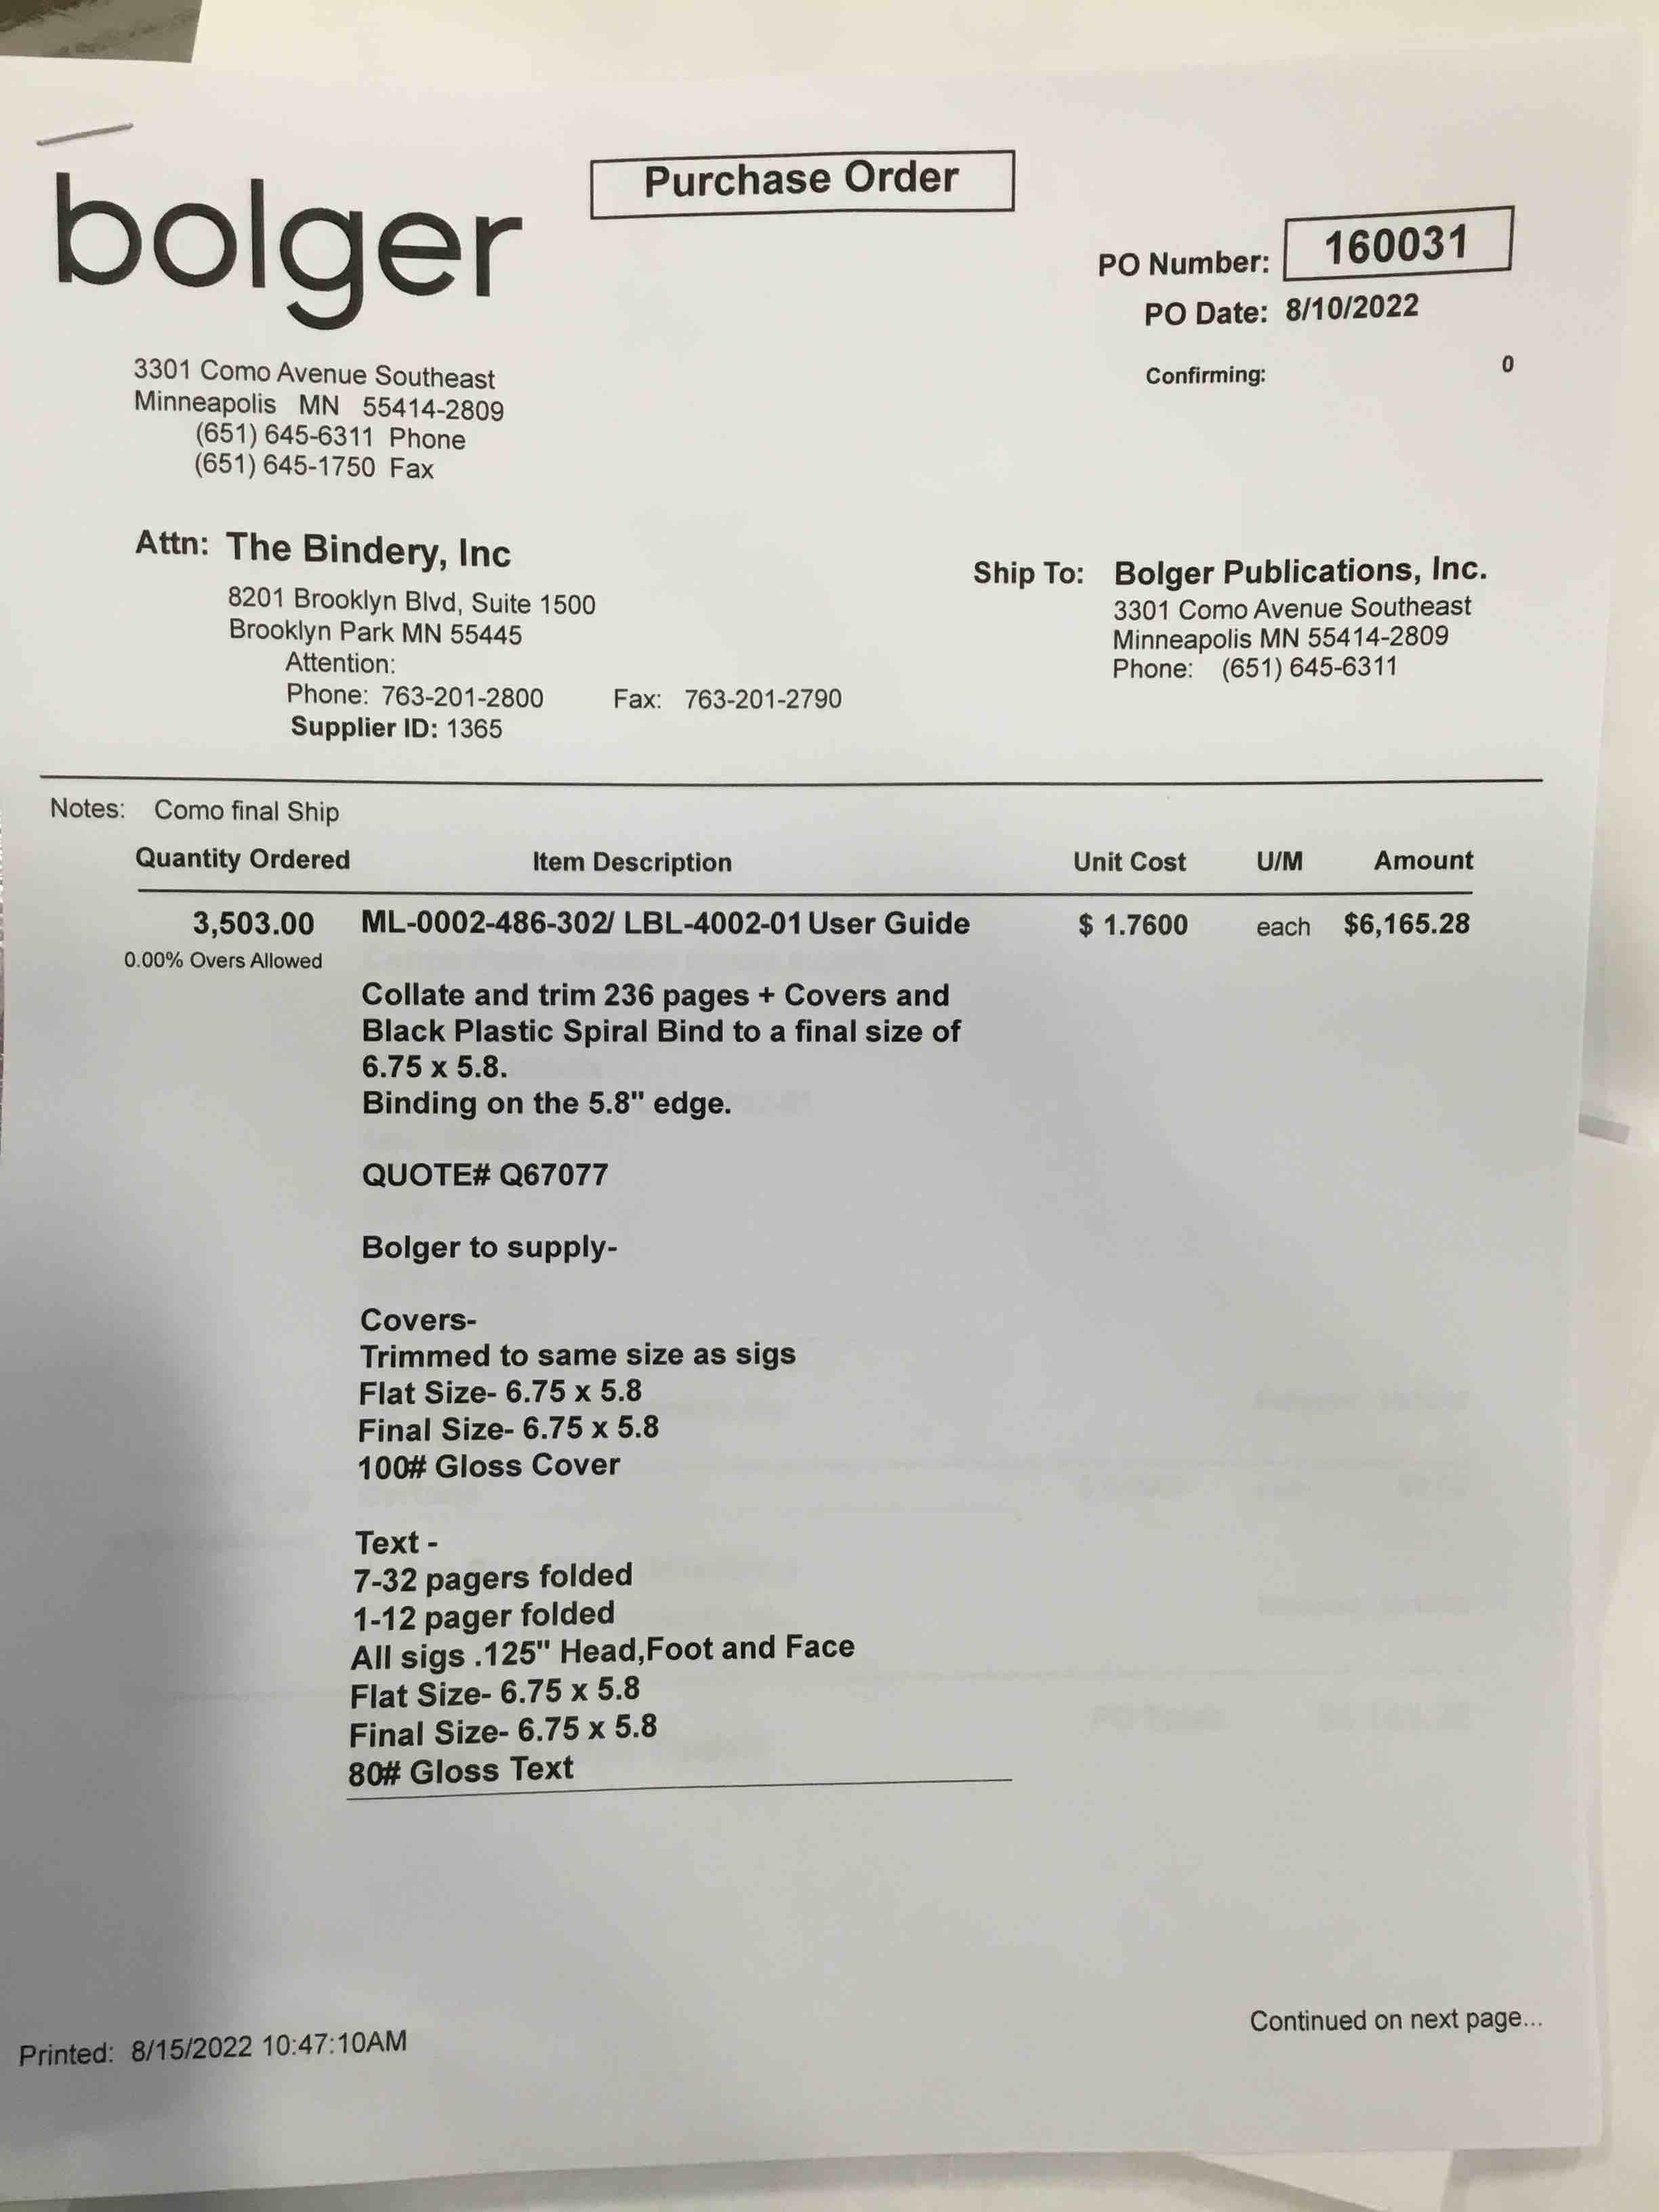 bolger
Purchase Order
PO Number: 160031
PO Date: 8/10/2022
Confirming: 0
3301 Como Avenue Southeast
Minneapolis MN 55414-2809
(651) 645-6311 Phone
(651) 645-1750 Fax
Attn: The Bindery, Inc
8201 Brooklyn Blvd, Suite 1500
Brooklyn Park MN 55445
Attention:
Phone: 763-201-2800 Fax: 763-201-2790
Supplier ID: 1365
Ship To: Bolger Publications, Inc.
3301 Como Avenue Southeast
Minneapolis MN 55414-2809
Phone: (651) 645-6311
Notes: Como final Ship
Quantity Ordered Item Description Unit Cost U/M Amount
3,503.00 ML-0002-486-302/ LBL-4002-01 User Guide $ 1.7600 each $6,165.28
0.00% Overs Allowed
Collate and trim 236 pages + Covers and
Black Plastic Spiral Bind to a final size of
6.75 x 5.8.
Binding on the 5.8" edge.
QUOTE# Q67077
Bolger to supply-
Covers-
Trimmed to same size as sigs
Flat Size- 6.75 x 5.8
Final Size- 6.75 x 5.8
100# Gloss Cover
Text -
7-32 pagers folded
1-12 pager folded
All sigs .125" Head,Foot and Face
Flat Size- 6.75 x 5.8
Final Size- 6.75 x 5.8
80# Gloss Text
Continued on next page...
Printed: 8/15/2022 10:47:10AM